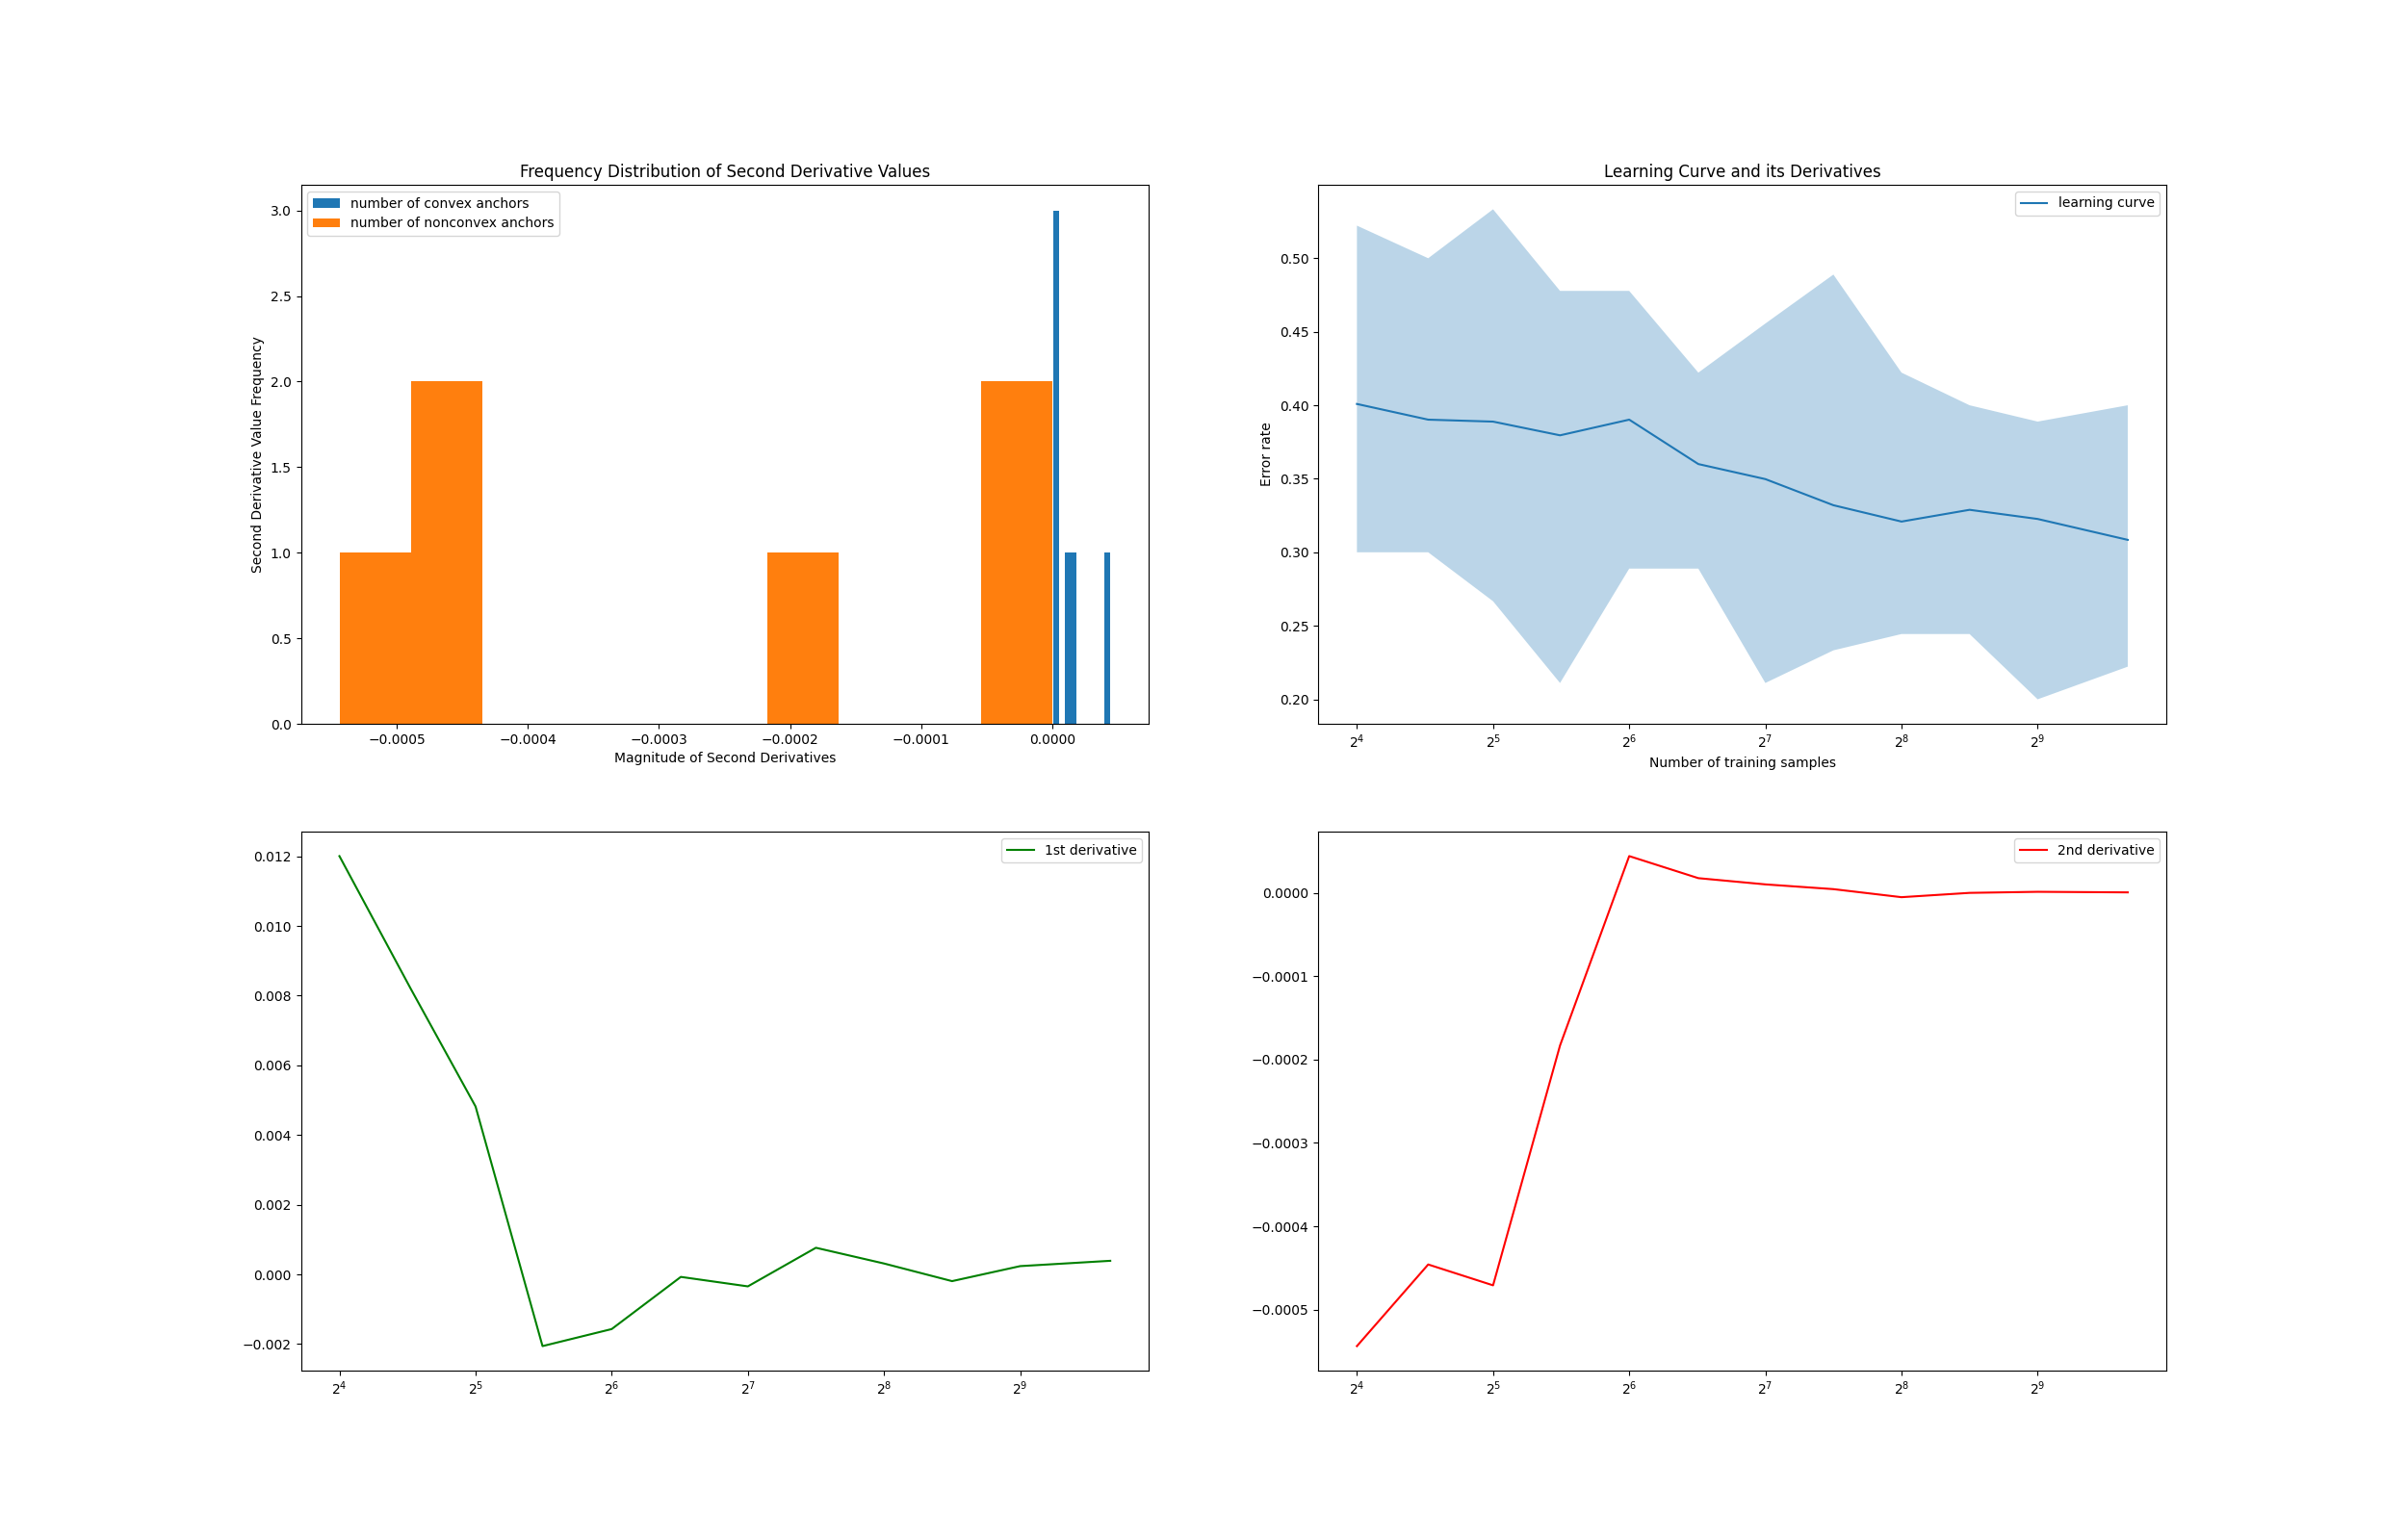 Frequency Distribution of Second Derivative Values
number of convex anchors
number of nonconvex anchors
3.0
2.5
2.0
1.5
1.0
0.5
0.0
Second Derivative Value Frequency
−0.0005 −0.0004 −0.0003 −0.0002 −0.0001 0.0000
Magnitude of Second Derivatives
Learning Curve and its Derivatives
learning curve
0.50
0.45
0.40
0.35
0.30
0.25
0.20
Error rate
2⁴ 2⁵ 2⁶ 2⁷ 2⁸ 2⁹
Number of training samples
1st derivative
0.012
0.010
0.008
0.006
0.004
0.002
0.000
−0.002
2⁴ 2⁵ 2⁶ 2⁷ 2⁸ 2⁹
2nd derivative
0.0000
−0.0001
−0.0002
−0.0003
−0.0004
−0.0005
2⁴ 2⁵ 2⁶ 2⁷ 2⁸ 2⁹